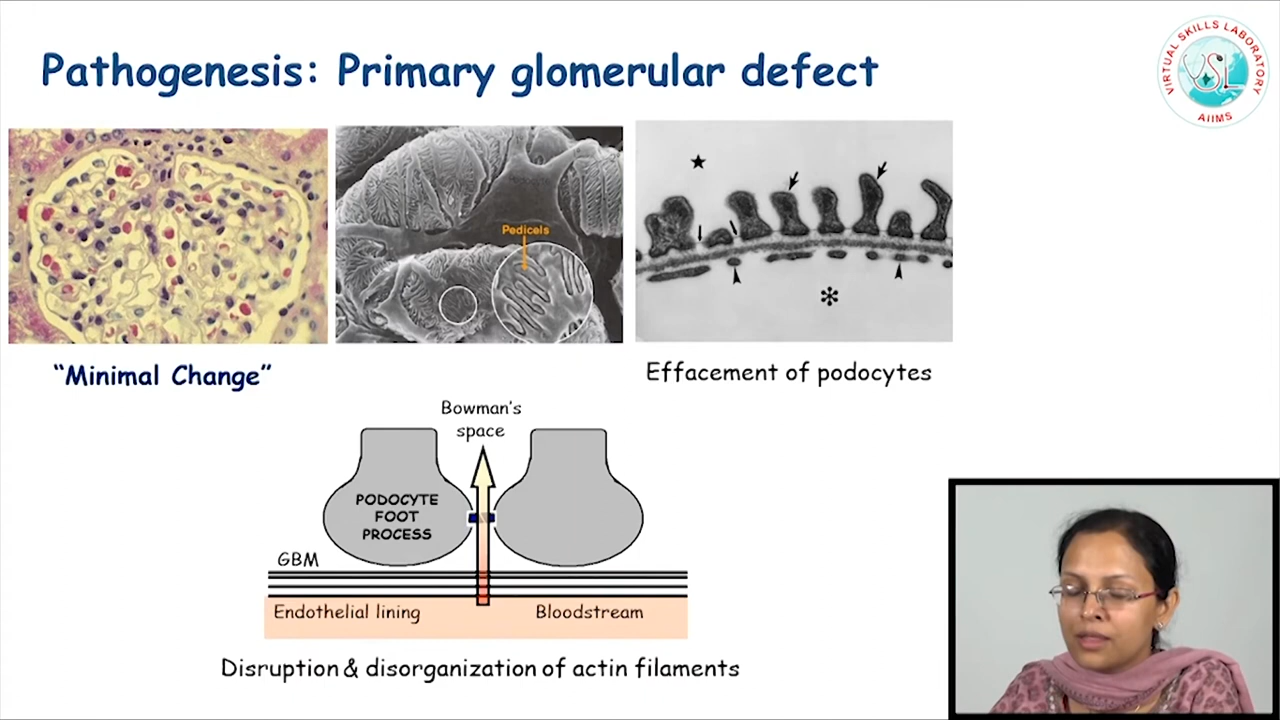 Pathogenesis: Primary glomerular defect
VIRTUAL SKILLS LABORATORY
VSL
AIIMS
Pedicels
"Minimal Change"
Effacement of podocytes
Bowman's
space
PODOCYTE
FOOT
PROCESS
GBM
Endothelial lining
Bloodstream
Disruption & disorganization of actin filaments